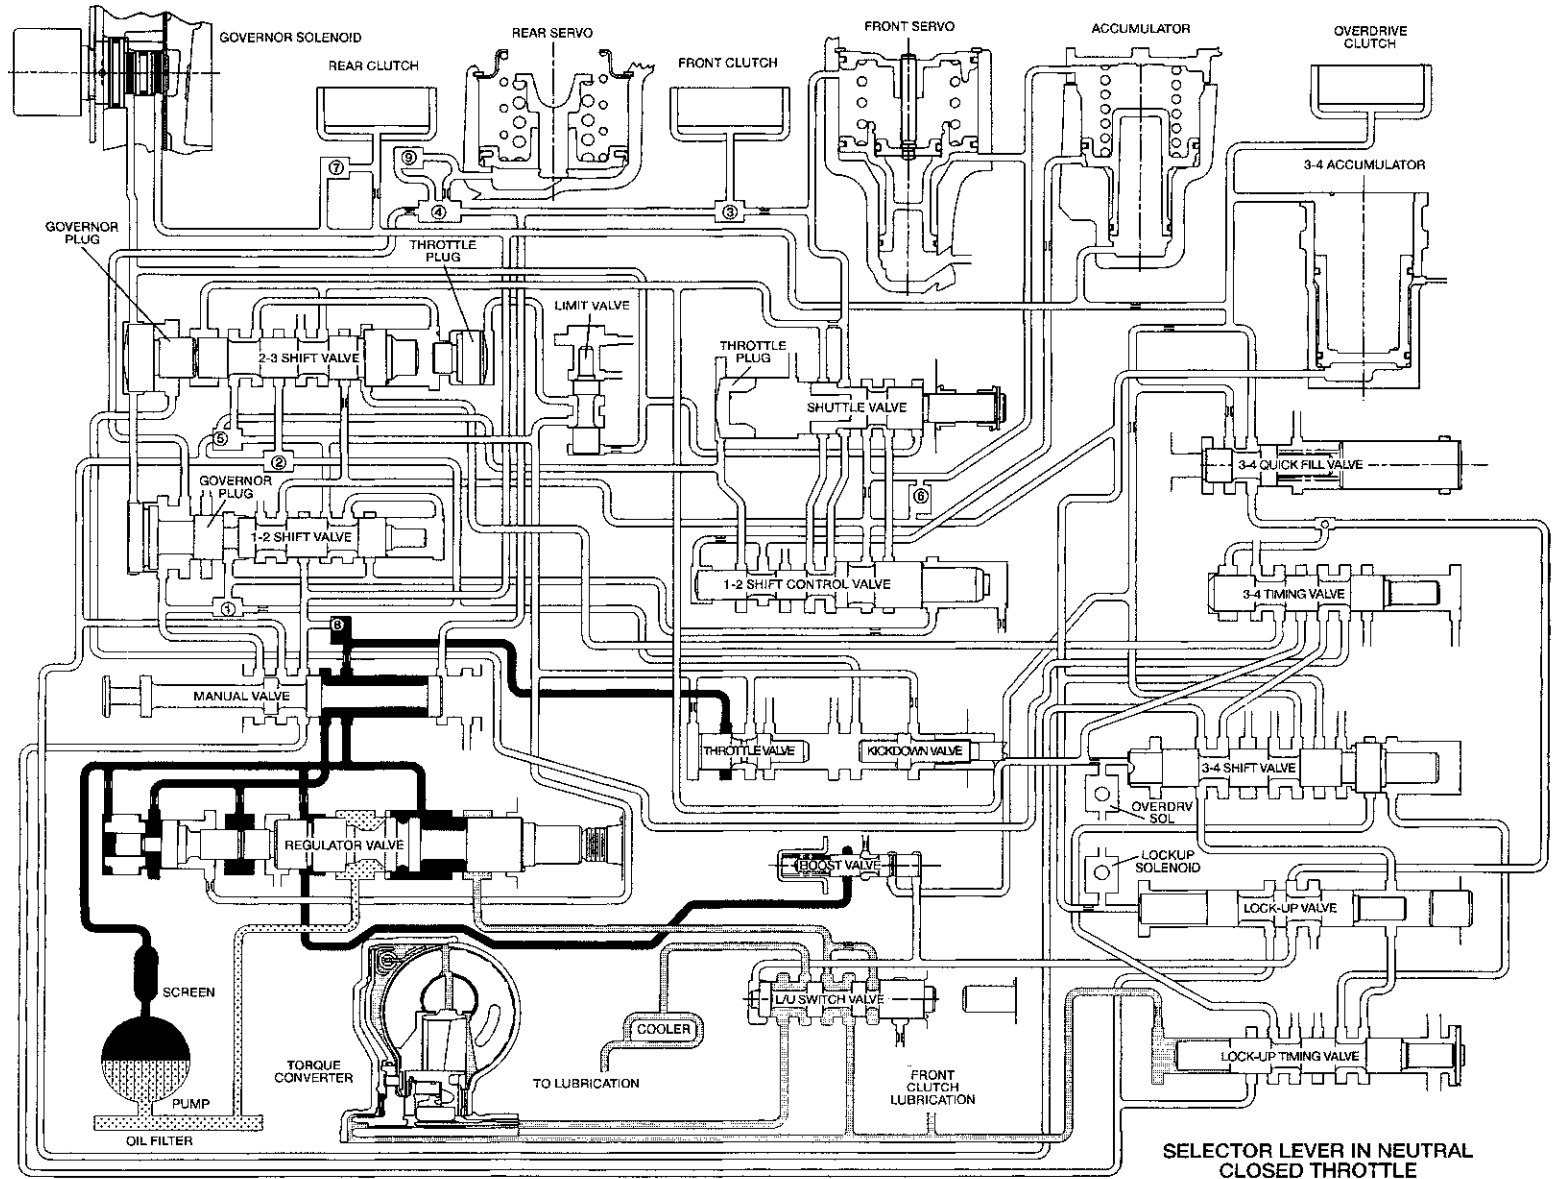 GOVERNOR SOLENOID
REAR SERVO
FRONT SERVO
ACCUMULATOR
OVERDRIVE
CLUTCH
REAR CLUTCH
FRONT CLUTCH
3-4 ACCUMULATOR
7
9
4
3
GOVERNOR
PLUG
THROTTLE
PLUG
LIMIT VALVE
2-3 SHIFT VALVE
THROTTLE
PLUG
SHUTTLE VALVE
5
2
3-4 QUICK FILL VALVE
GOVERNOR
PLUG
6
1-2 SHIFT VALVE
1-2 SHIFT CONTROL VALVE
3-4 TIMING VALVE
1
8
MANUAL VALVE
THROTTLE VALVE
KICKDOWN VALVE
3-4 SHIFT VALVE
OVERDRV
SOL
REGULATOR VALVE
BOOST VALVE
LOCKUP
SOLENOID
LOCK-UP VALVE
SCREEN
L/U SWITCH VALVE
COOLER
LOCK-UP TIMING VALVE
TORQUE
CONVERTER
TO LUBRICATION
FRONT
CLUTCH
LUBRICATION
PUMP
OIL FILTER
SELECTOR LEVER IN NEUTRAL
CLOSED THROTTLE